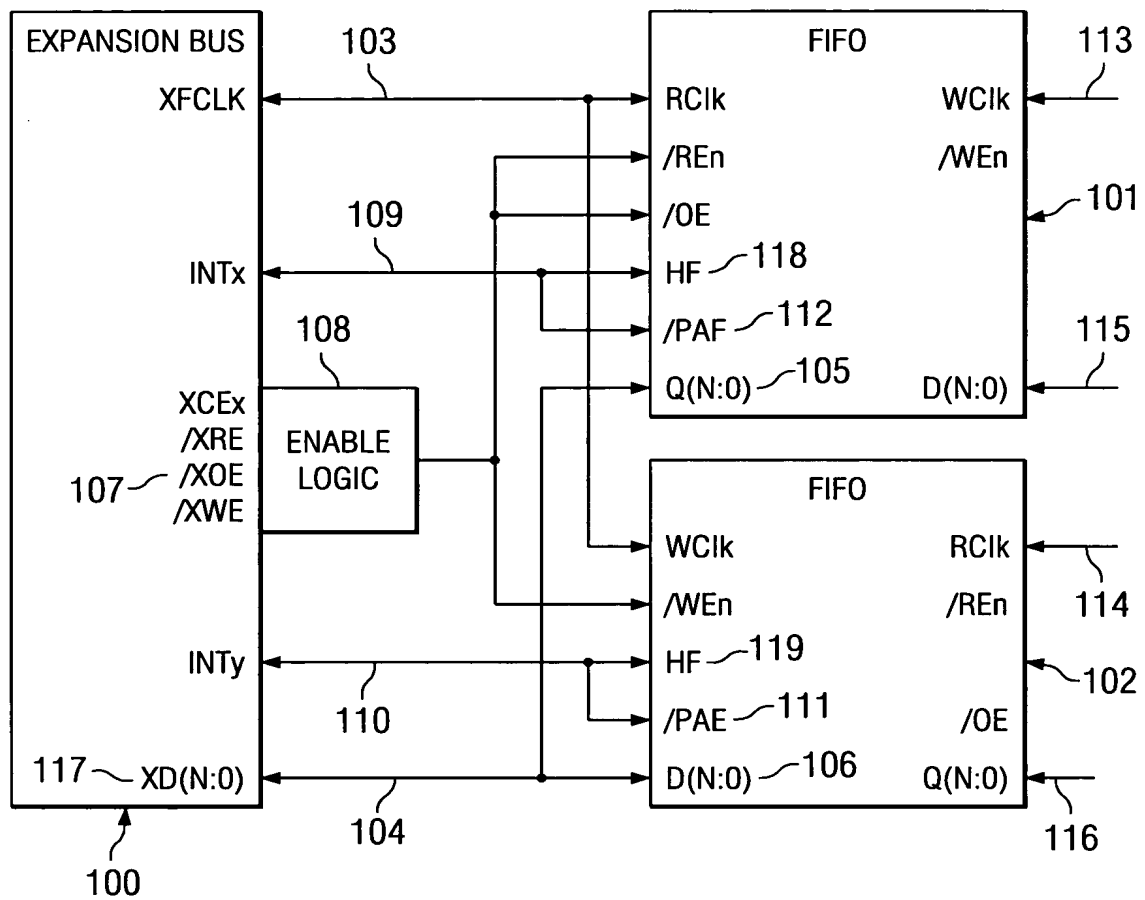 EXPANSION BUS
XFCLK
INTx
XCEx
/XRE
/XOE
/XWE
INTy
XD(N:0)
107
117
100
103
109
108
ENABLE
LOGIC
110
104
FIFO
RClk
/REn
/OE
HF
118
/PAF
112
Q(N:0)
105
WClk
/WEn
D(N:0)
113
101
115
FIFO
WClk
/WEn
HF
119
/PAE
111
D(N:0)
106
RClk
/REn
/OE
Q(N:0)
114
102
116